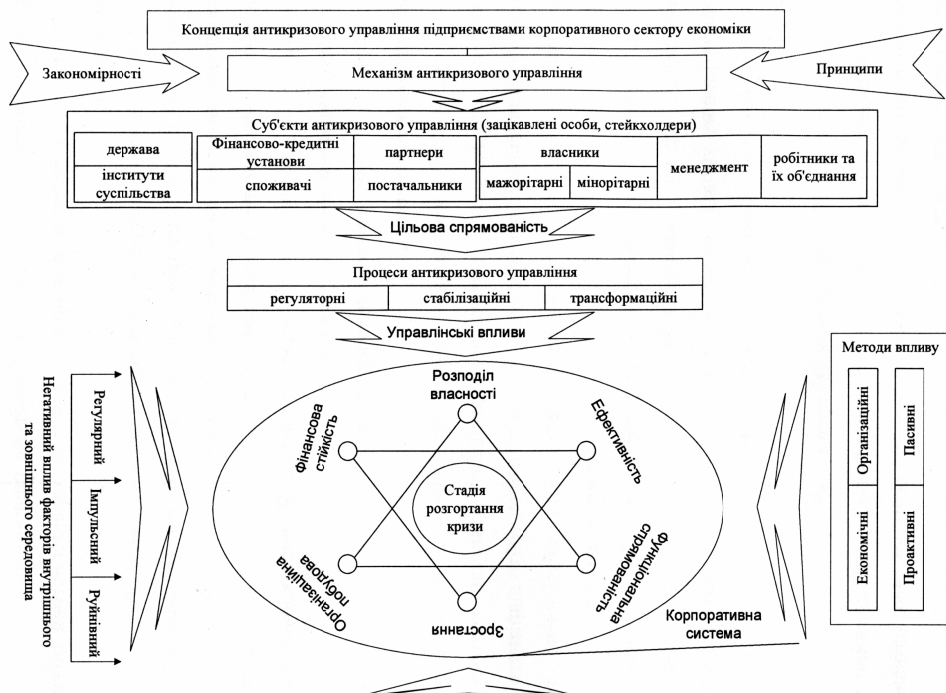 Концепція антикризового управління підприємствами корпоративного сектору економіки
Закономірності
Механізм антикризового управління
Принципи
Суб'єкти антикризового управління (зацікавлені особи, стейкхолдери)
держава
інститути
суспільства
Фінансово-кредитні
установи
партнери
споживачі
постачальники
власники
мажорітарні
мінорітарні
менеджмент
робітники та
їх об'єднання
Цільова спрямованість
Процеси антикризового управління
регуляторні
стабілізаційні
трансформаційні
Управлінські впливи
Негативний вплив факторів внутрішнього
та зовнішнього середовища
Регулярний
Імпульсний
Руйнівний
Розподіл
власності
Фінансова
стійкість
Ефективність
Стадія
розгортання
кризи
Організаційна
побудова
Функціональна
спрямованість
Зростання
Корпоративна
система
Методи впливу
Організаційні
Пасивні
Економічні
Проактивні